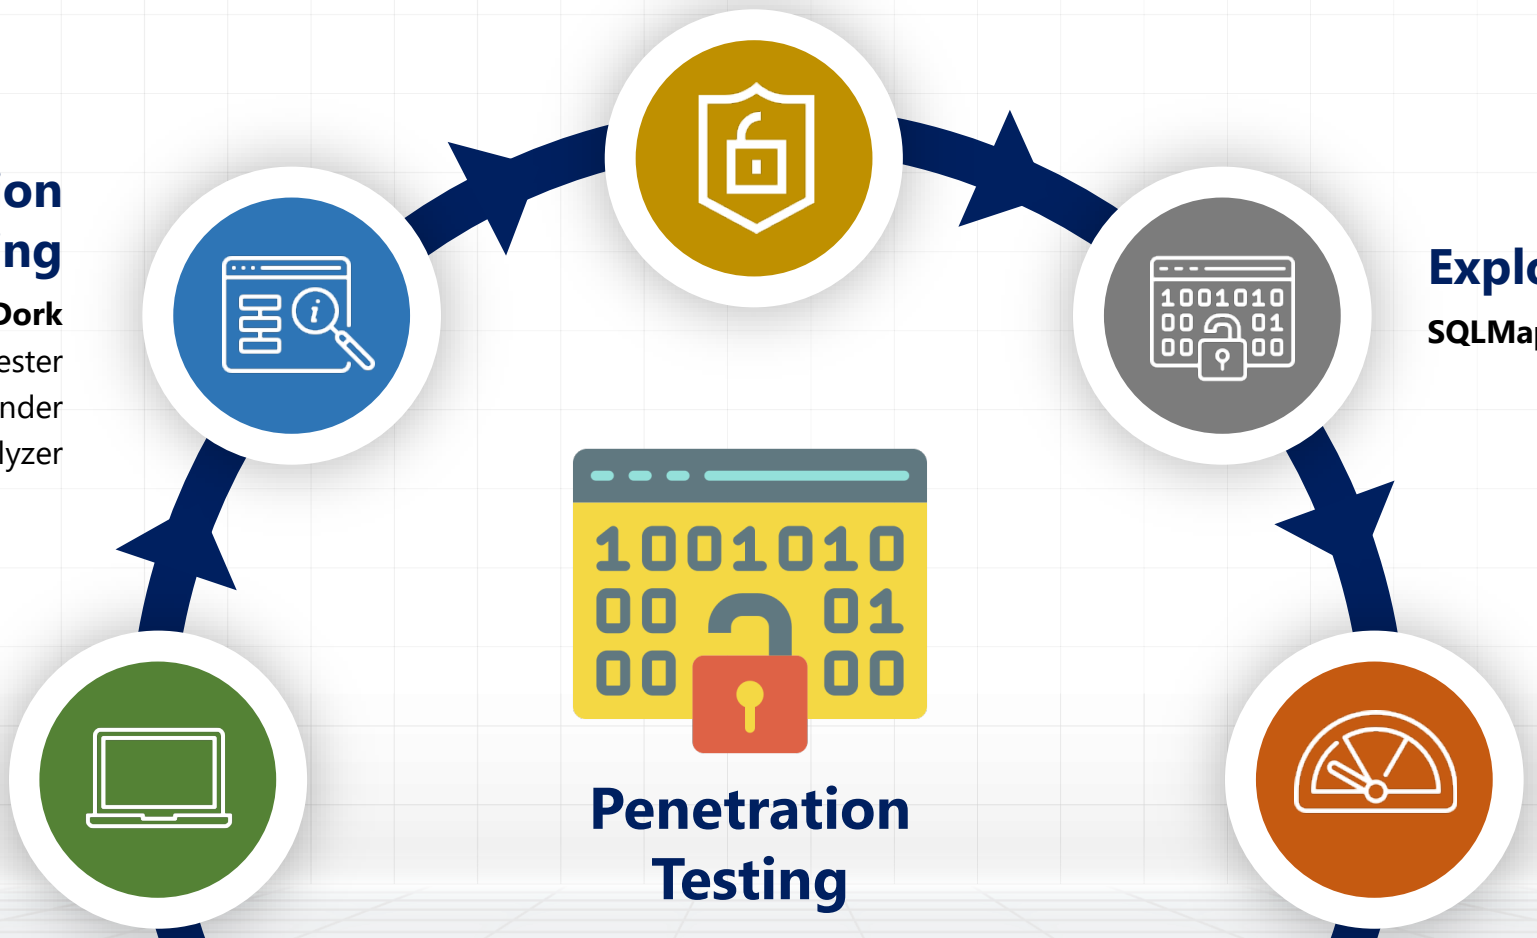 on
ng
Dork
ester
nder
lyzer
1001010
00 01
00 00
Explo
SQLMap
1001010
00 01
00 00
Penetration
Testing